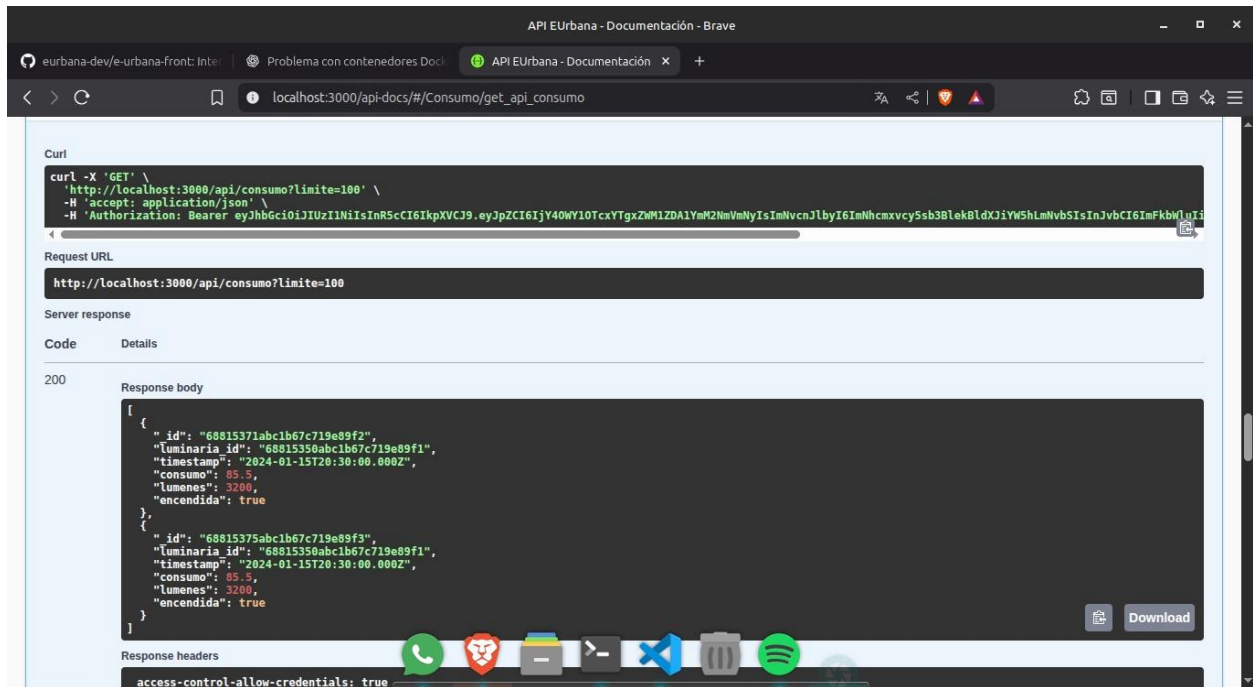 API EUrbana - Documentación - Brave
eurbana-dev/e-urbana-front: Inter
Problema con contenedores Dock
API EUrbana - Documentación
localhost:3000/api-docs/#/Consumo/get_api_consumo
Curl
curl -X 'GET' \
'http://localhost:3000/api/consumo?limite=100' \
-H 'accept: application/json' \
-H 'Authorization: Bearer
Request URL
http://localhost:3000/api/consumo?limite=100
Server response
Code Details
200
Response body
[
{
"_id": "68815371abc1b67c719e89f2",
"luminaria_id": "68815350abc1b67c719e89f1",
"timestamp": "2024-01-15T20:30:00.000Z",
"consumo": 85.5,
"lumenes": 3200,
"encendida": true
},
{
"_id": "68815375abc1b67c719e89f3",
"luminaria_id": "68815350abc1b67c719e89f1",
"timestamp": "2024-01-15T20:30:00.000Z",
"consumo": 85.5,
"lumenes": 3200,
"encendida": true
}
]
Download
Response headers
access-control-allow-credentials: true